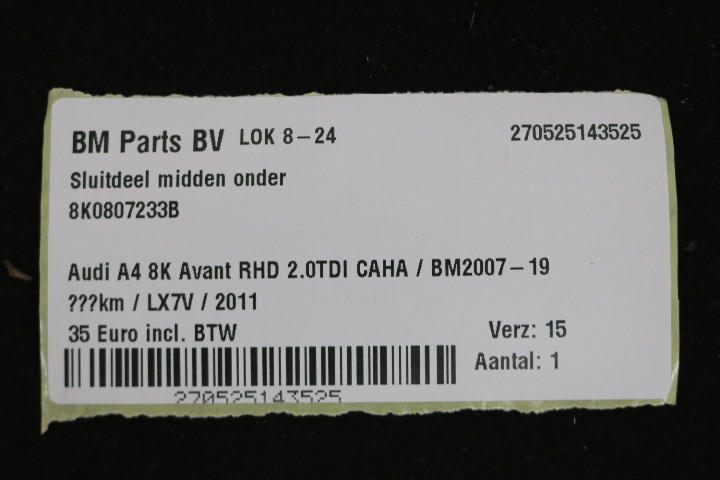 BM Parts BV LOK 8-24 270525143525
Sluitdeel midden onder
8K0807233B
Audi A4 8K Avant RHD 2.0TDI CAHA / BM2007-19
???km / LX7V / 2011
35 Euro incl. BTW Verz: 15
Aantal: 1
270525143525